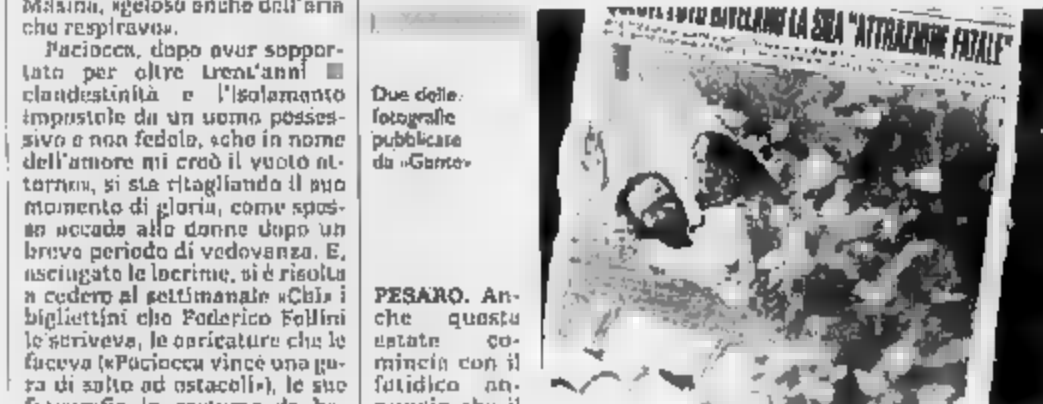 Masina, «geloso anche dell'aria
che respiravo».
Paciocca, dopo aver soppor-
tato per oltre trent'anni
clandestinità e l'isolamento
impostole da un uomo posses-
sivo e non fedele, «che in nome
dell'amore mi creò il vuoto at-
torno», si sta ritagliando il suo
momento di gloria, come spes-
so accade alle donne dopo un
breve periodo di vedovanza. E,
asciugate le lacrime, si è risolta
a cedere al settimanale «Chi» i
bigliettini che Federico Fellini
le scriveva, le caricature che le
faceva («Paciocca vince una ga-
ra di salto ad ostacoli»), le sue
Due delle
fotografie
pubblicate
da «Gente»
PESARO. An-
che questa
estate co-
mincia con il
fatidico an-
che il
FOTO RIVELANO LA SUA "ATTRAZIONE FATALE"